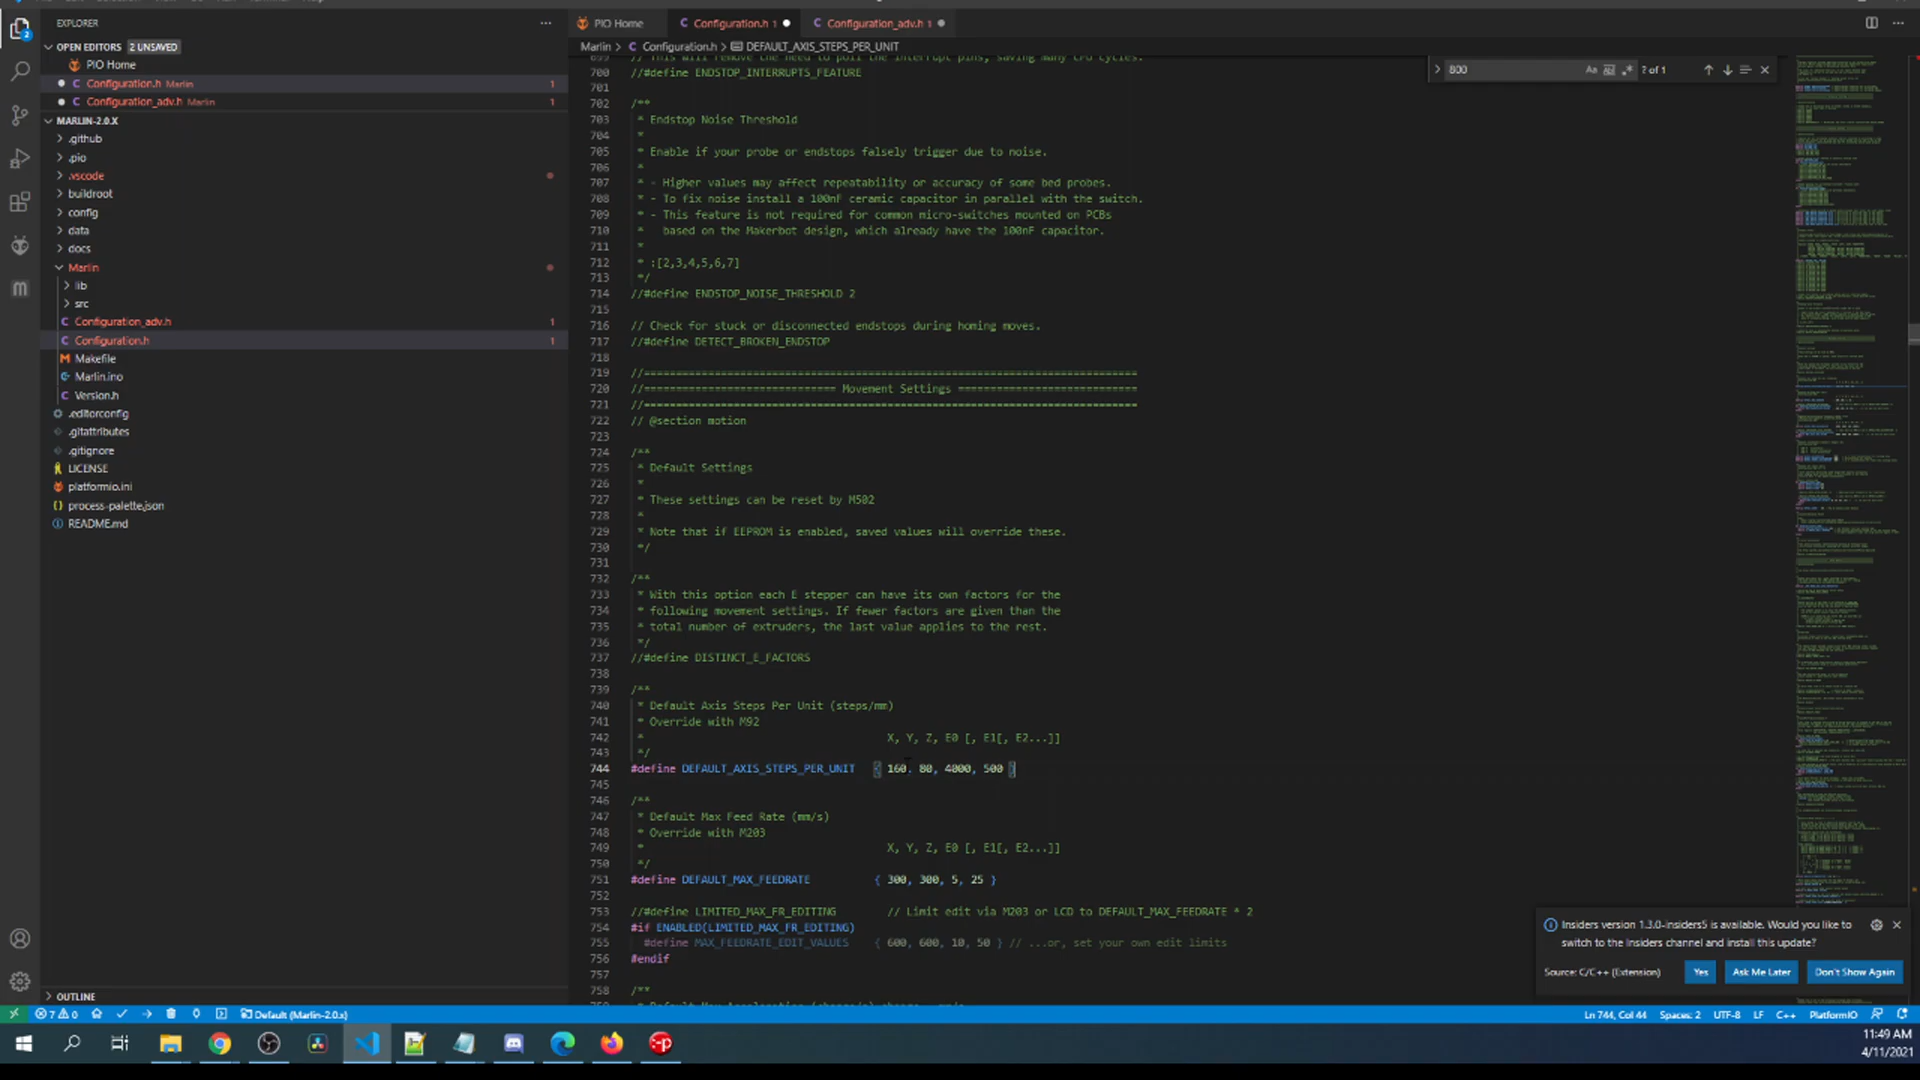 EXPLORER
OPEN EDITORS 2 UNSAVED
PIO Home
Configuration.h Marlin 1
Configuration_adv.h Marlin 1
MARLIN-2.0.X
.github
.pio
.vscode
buildroot
config
data
docs
Marlin
lib
src
Configuration_adv.h 1
Configuration.h 1
Makefile
Marlin.ino
Version.h
.editorconfig
.gitattributes
.gitignore
LICENSE
platformio.ini
process-palette.json
README.md
OUTLINE
PIO Home
Configuration.h 1
Configuration_adv.h 1
Marlin > Configuration.h > DEFAULT_AXIS_STEPS_PER_UNIT
800 ? of 1
699 // This will remove the need to poll the interrupt pins, saving many CPU cycles.
700 //#define ENDSTOP_INTERRUPTS_FEATURE
701
702 /**
703 * Endstop Noise Threshold
704 *
705 * Enable if your probe or endstops falsely trigger due to noise.
706 *
707 * - Higher values may affect repeatability or accuracy of some bed probes.
708 * - To fix noise install a 100nF ceramic capacitor in parallel with the switch.
709 * - This feature is not required for common micro-switches mounted on PCBs
710 * based on the Makerbot design, which already have the 100nF capacitor.
711 *
712 * :[2,3,4,5,6,7]
713 */
714 //#define ENDSTOP_NOISE_THRESHOLD 2
715
716 // Check for stuck or disconnected endstops during homing moves.
717 //#define DETECT_BROKEN_ENDSTOP
718
719 //===========================================================================
720 //============================= Movement Settings ============================
721 //===========================================================================
722 // @section motion
723
724 /**
725 * Default Settings
726 *
727 * These settings can be reset by M502
728 *
729 * Note that if EEPROM is enabled, saved values will override these.
730 */
731
732 /**
733 * With this option each E stepper can have its own factors for the
734 * following movement settings. If fewer factors are given than the
735 * total number of extruders, the last value applies to the rest.
736 */
737 //#define DISTINCT_E_FACTORS
738
739 /**
740 * Default Axis Steps Per Unit (steps/mm)
741 * Override with M92
742 * X, Y, Z, E0 [, E1[, E2...]]
743 */
744 #define DEFAULT_AXIS_STEPS_PER_UNIT { 160. 80, 4000, 500 }
745
746 /**
747 * Default Max Feed Rate (mm/s)
748 * Override with M203
749 * X, Y, Z, E0 [, E1[, E2...]]
750 */
751 #define DEFAULT_MAX_FEEDRATE { 300, 300, 5, 25 }
752
753 //#define LIMITED_MAX_FR_EDITING // Limit edit via M203 or LCD to DEFAULT_MAX_FEEDRATE * 2
754 #if ENABLED(LIMITED_MAX_FR_EDITING)
755 #define MAX_FEEDRATE_EDIT_VALUES { 600, 600, 10, 50 } // ...or, set your own edit limits
756 #endif
757
758 /**
Insiders version 1.3.0-insiders5 is available. Would you like to
switch to the Insiders channel and install this update?
Source: C/C++ (Extension) Yes Ask Me Later Don't Show Again
7 0 Default (Marlin-2.0.x) Ln 744, Col 44 Spaces: 2 UTF-8 LF C++ PlatformIO
11:49 AM
4/11/2021